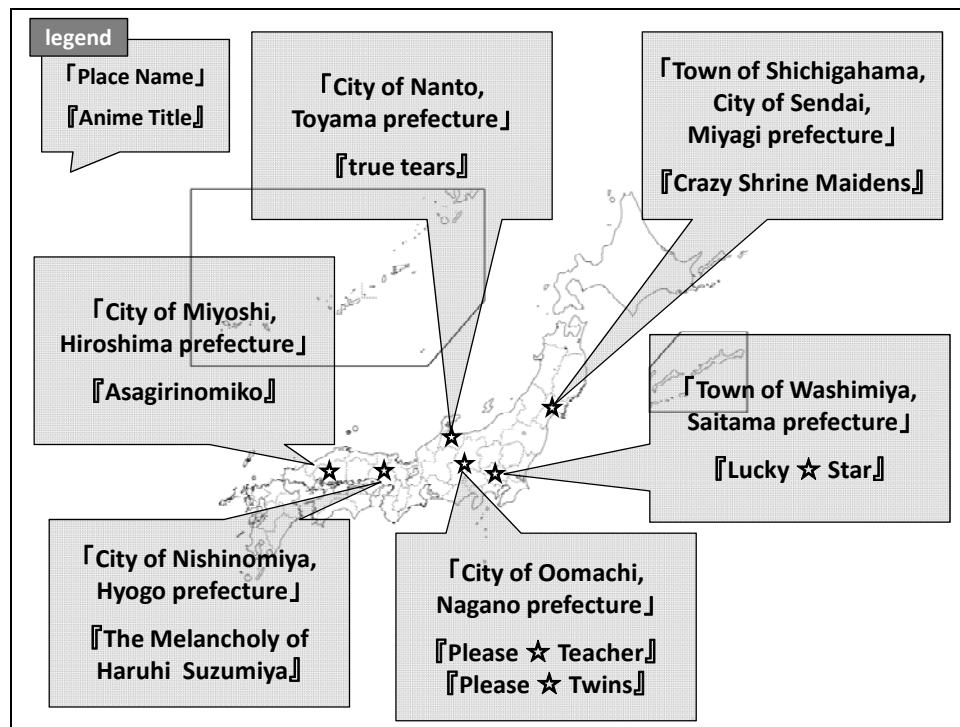 legend
「Place Name」
『Anime Title』
「City of Nanto,
Toyama prefecture」
『true tears』
「Town of Shichigahama,
City of Sendai,
Miyagi prefecture」
『Crazy Shrine Maidens』
「City of Miyoshi,
Hiroshima prefecture」
『Asagirinomiko』
「Town of Washimiya,
Saitama prefecture」
『Lucky ☆ Star』
「City of Nishinomiya,
Hyogo prefecture」
『The Melancholy of
Haruhi Suzumiya』
「City of Oomachi,
Nagano prefecture」
『Please ☆ Teacher』
『Please ☆ Twins』